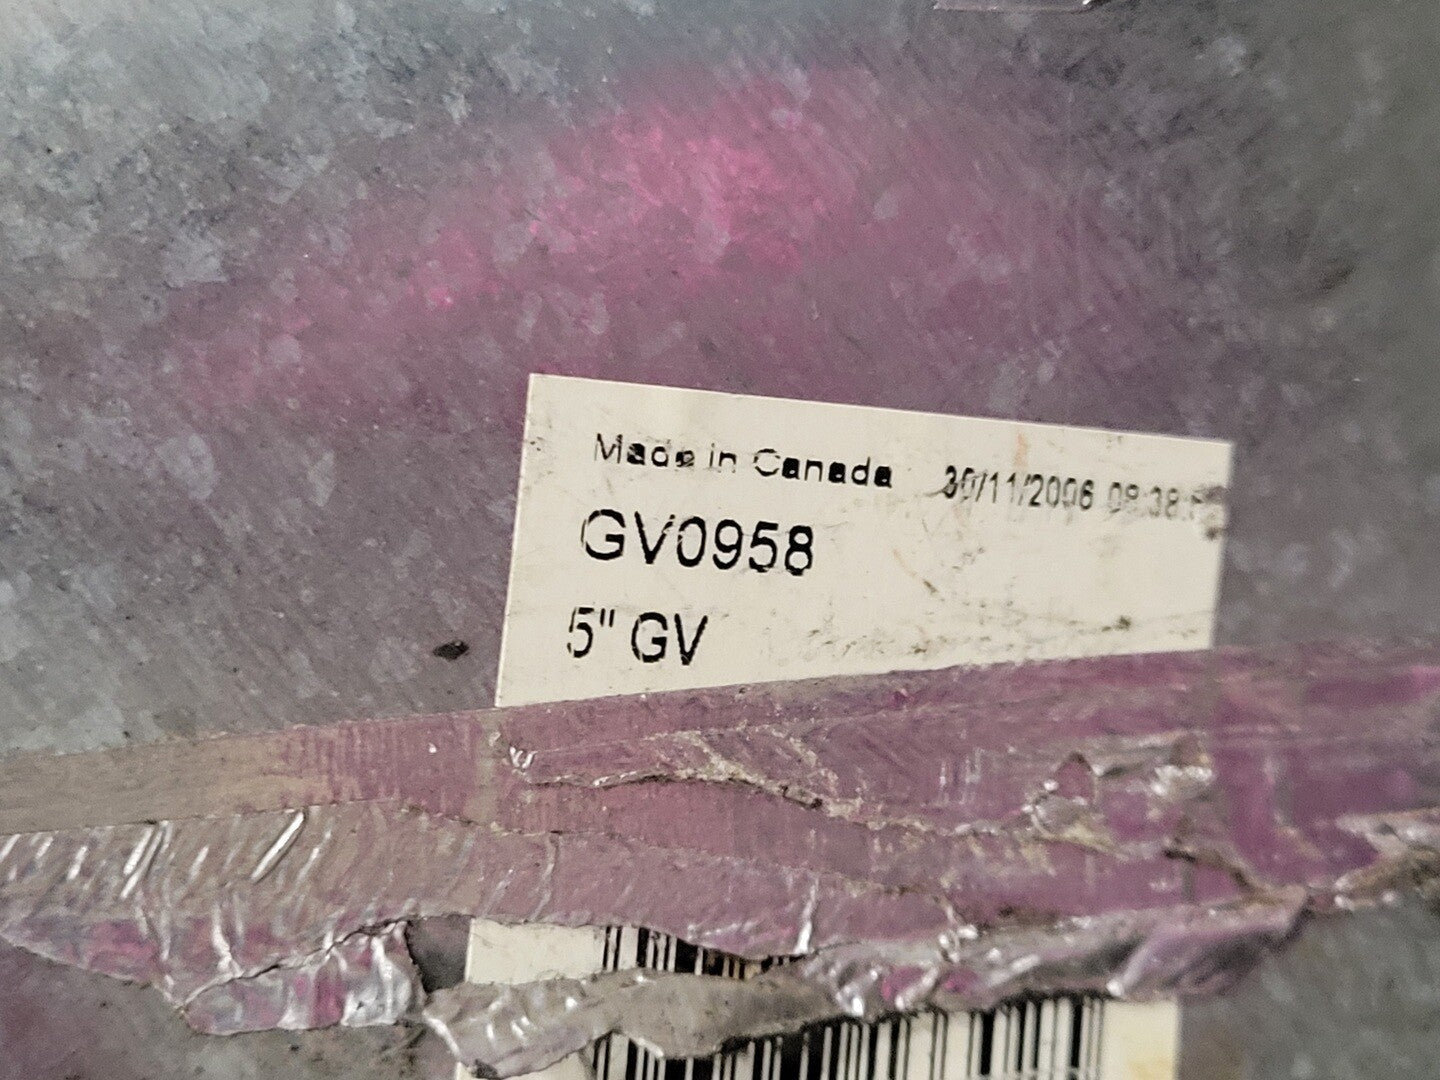 Made in Canada 30/11/2006 08:38:
GV0958
5" GV